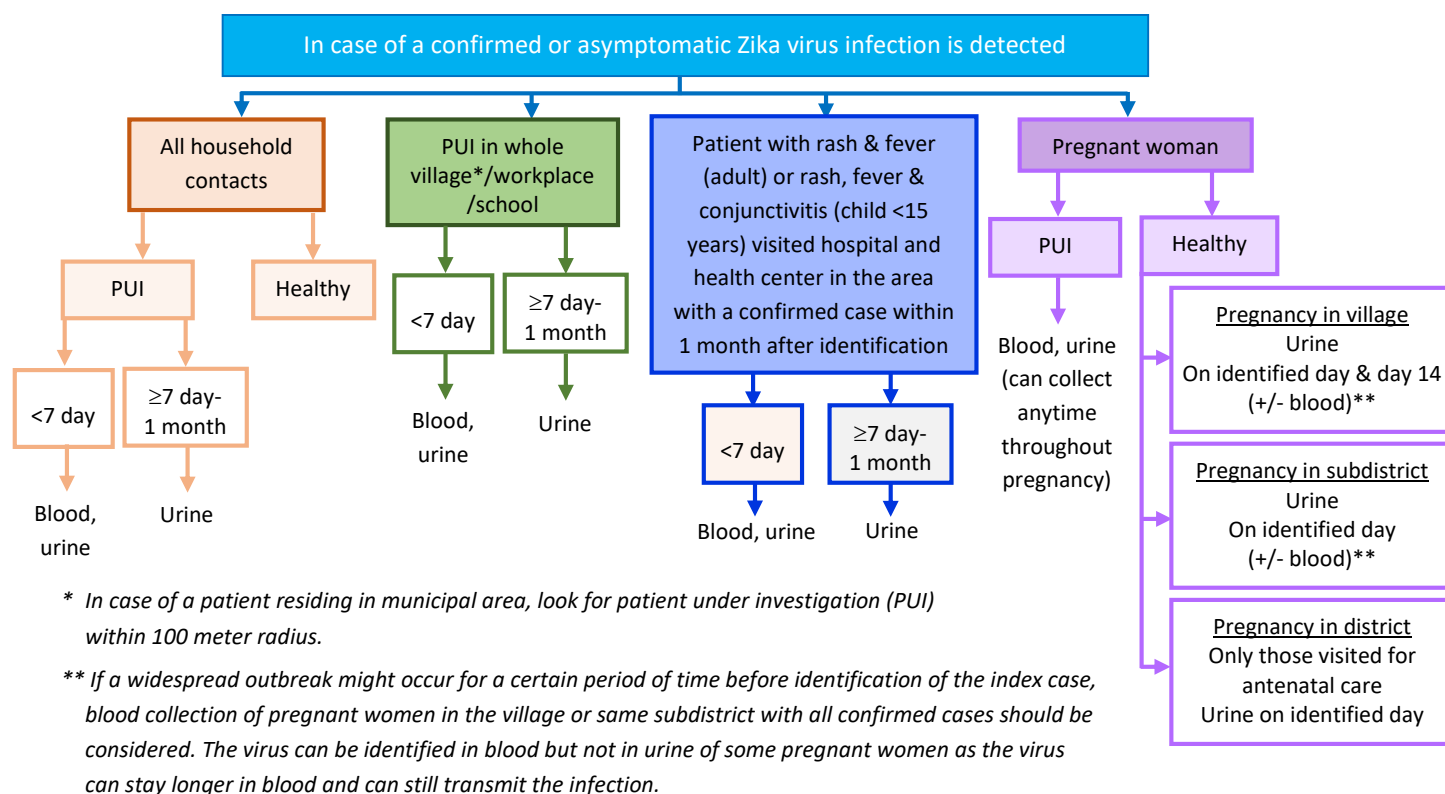 In case of a confirmed or asymptomatic Zika virus infection is detected
All household
contacts
PUI
Healthy
<7 day
≥7 day-
1 month
Blood,
urine
Urine
PUI in whole
village*/workplace
/school
<7 day
≥7 day-
1 month
Blood,
urine
Urine
Patient with rash & fever
(adult) or rash, fever &
conjunctivitis (child <15
years) visited hospital and
health center in the area
with a confirmed case within
1 month after identification
<7 day
≥7 day-
1 month
Blood, urine
Urine
Pregnant woman
PUI
Healthy
Blood, urine
(can collect
anytime
throughout
pregnancy)
Pregnancy in village
Urine
On identified day & day 14
(+/- blood)**
Pregnancy in subdistrict
Urine
On identified day
(+/- blood)**
Pregnancy in district
Only those visited for
antenatal care
Urine on identified day
* In case of a patient residing in municipal area, look for patient under investigation (PUI)
within 100 meter radius.
** If a widespread outbreak might occur for a certain period of time before identification of the index case,
blood collection of pregnant women in the village or same subdistrict with all confirmed cases should be
considered. The virus can be identified in blood but not in urine of some pregnant women as the virus
can stay longer in blood and can still transmit the infection.